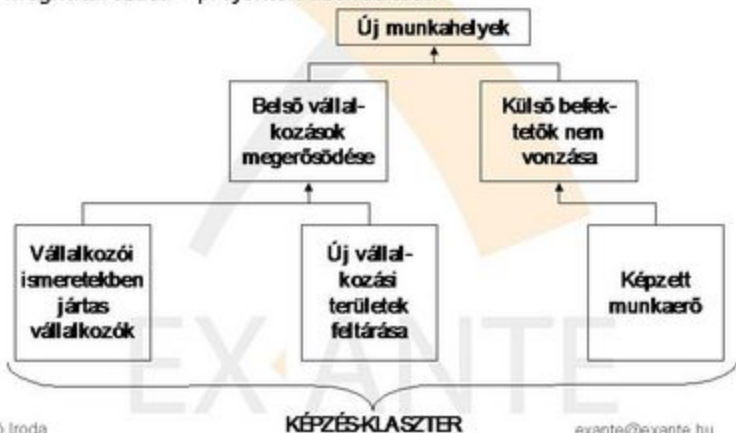 Új munkahelyek
Belső vállal-
kozások
megerősödése
Külső befek-
tetők nem
vonzása
Vállalkozói
ismeretekben
jártas
vállalkozók
Új vállal-
kozási
területek
feltárása
Képzett
munkaerő
EX-ANTE
KÉPZÉS-KLASZTER
Iroda
exante@exante.hu